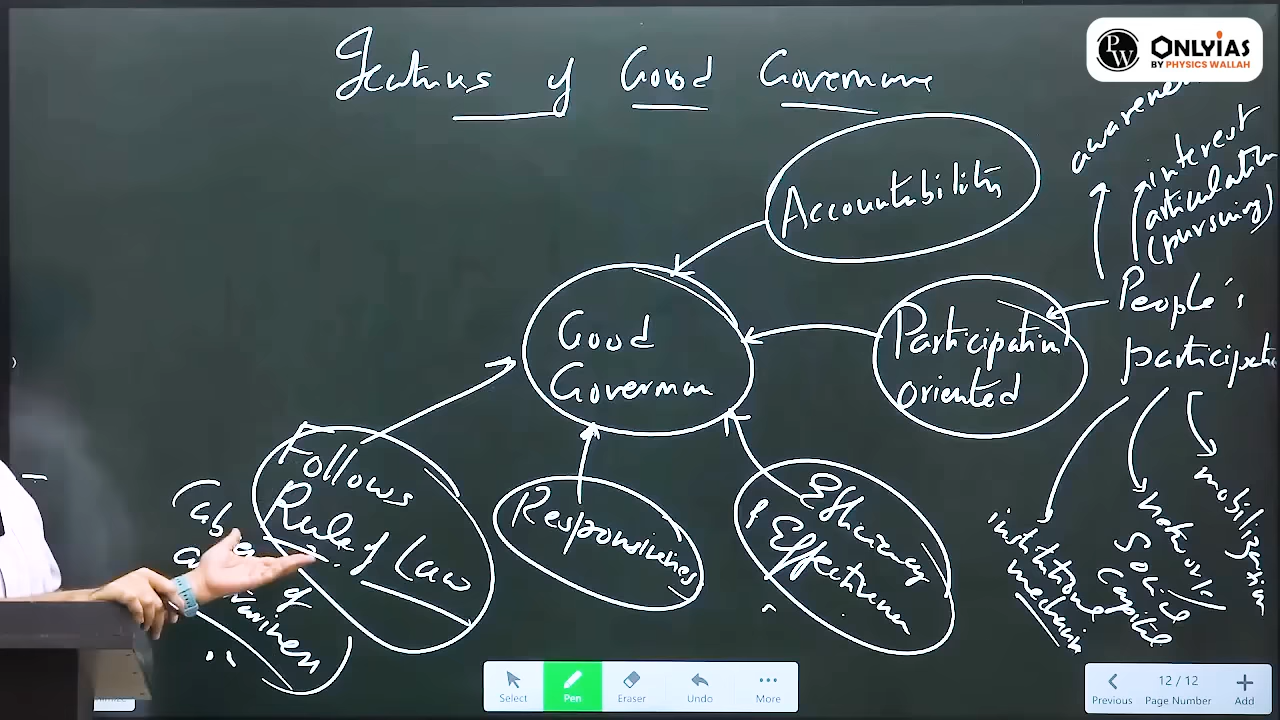 Features of Good Governance
PW ONLYIAS
BY PHYSICS WALLAH
Accountability
interest
articulation
(pursuing)
People's
Participation
oriented
Good
Governance
Follows
Rule of Law
Responsiveness
Efficiency
& Effectiveness
of
institutional
mechanism
network/
Social
Capital
mobilization
Select
Pen
Eraser
Undo
More
Previous
12 / 12
Page Number
Add